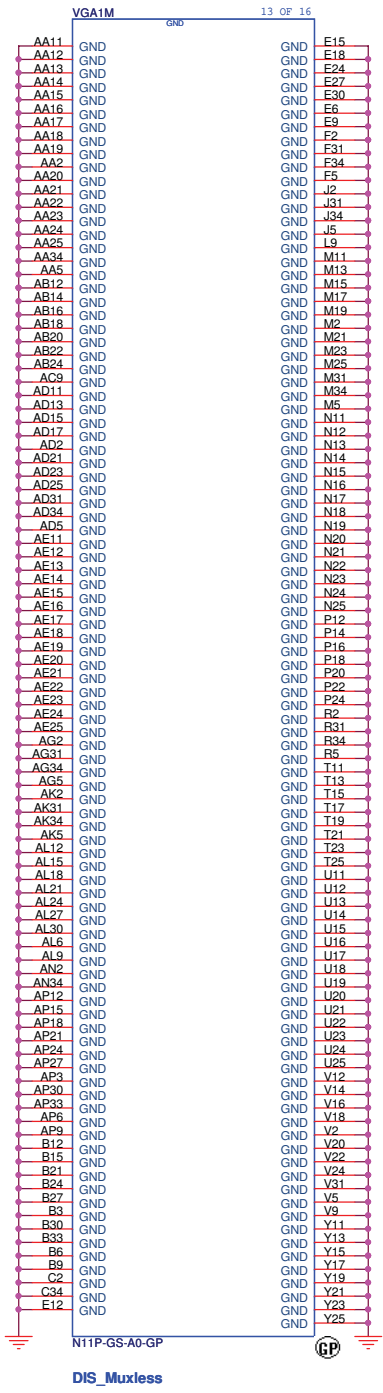 VGA1M 13 OF 16
GND
AA11 GND GND E15
AA12 GND GND E18
AA13 GND GND E24
AA14 GND GND E27
AA15 GND GND E30
AA16 GND GND E6
AA17 GND GND E9
AA18 GND GND F2
AA19 GND GND F31
AA2 GND GND F34
AA20 GND GND F5
AA21 GND GND J2
AA22 GND GND J31
AA23 GND GND J34
AA24 GND GND J5
AA25 GND GND L9
AA34 GND GND M11
AA5 GND GND M13
AB12 GND GND M15
AB14 GND GND M17
AB16 GND GND M19
AB18 GND GND M2
AB20 GND GND M21
AB22 GND GND M23
AB24 GND GND M25
AC9 GND GND M31
AD11 GND GND M34
AD13 GND GND M5
AD15 GND GND N11
AD17 GND GND N12
AD2 GND GND N13
AD21 GND GND N14
AD23 GND GND N15
AD25 GND GND N16
AD31 GND GND N17
AD34 GND GND N18
AD5 GND GND N19
AE11 GND GND N20
AE12 GND GND N21
AE13 GND GND N22
AE14 GND GND N23
AE15 GND GND N24
AE16 GND GND N25
AE17 GND GND P12
AE18 GND GND P14
AE19 GND GND P16
AE20 GND GND P18
AE21 GND GND P20
AE22 GND GND P22
AE23 GND GND P24
AE24 GND GND R2
AE25 GND GND R31
AG2 GND GND R34
AG31 GND GND R5
AG34 GND GND T11
AG5 GND GND T13
AK2 GND GND T15
AK31 GND GND T17
AK34 GND GND T19
AK5 GND GND T21
AL12 GND GND T23
AL15 GND GND T25
AL18 GND GND U11
AL21 GND GND U12
AL24 GND GND U13
AL27 GND GND U14
AL30 GND GND U15
AL6 GND GND U16
AL9 GND GND U17
AN2 GND GND U18
AN34 GND GND U19
AP12 GND GND U20
AP15 GND GND U21
AP18 GND GND U22
AP21 GND GND U23
AP24 GND GND U24
AP27 GND GND U25
AP3 GND GND V12
AP30 GND GND V14
AP33 GND GND V16
AP6 GND GND V18
AP9 GND GND V2
B12 GND GND V20
B15 GND GND V22
B21 GND GND V24
B24 GND GND V31
B27 GND GND V5
B3 GND GND V9
B30 GND GND Y11
B33 GND GND Y13
B6 GND GND Y15
B9 GND GND Y17
C2 GND GND Y19
C34 GND GND Y21
E12 GND GND Y23
GND Y25
N11P-GS-A0-GP GP
DIS_Muxless